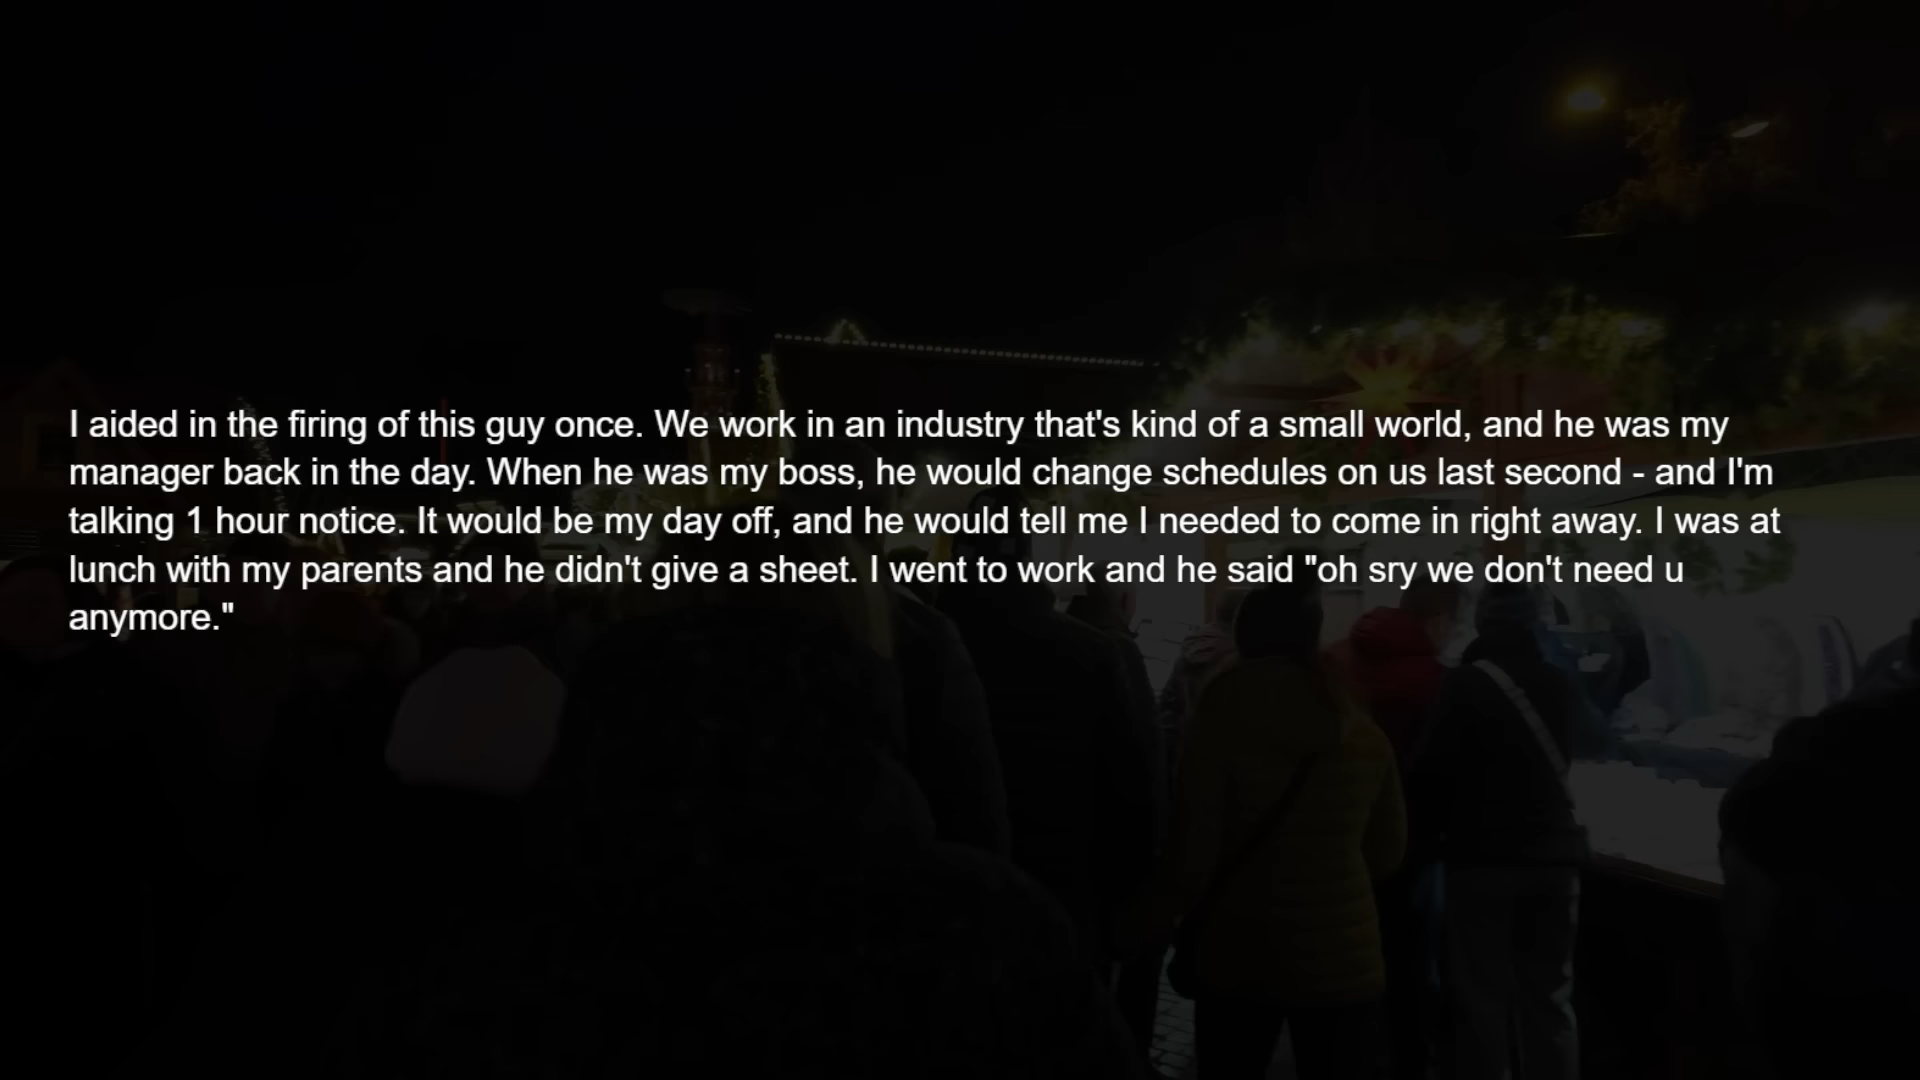 I aided in the firing of this guy once. We work in an industry that's kind of a small world, and he was my
manager back in the day. When he was my boss, he would change schedules on us last second - and I'm
talking 1 hour notice. It would be my day off, and he would tell me I needed to come in right away. I was at
lunch with my parents and he didn't give a sheet. I went to work and he said "oh sry we don't need u
anymore."